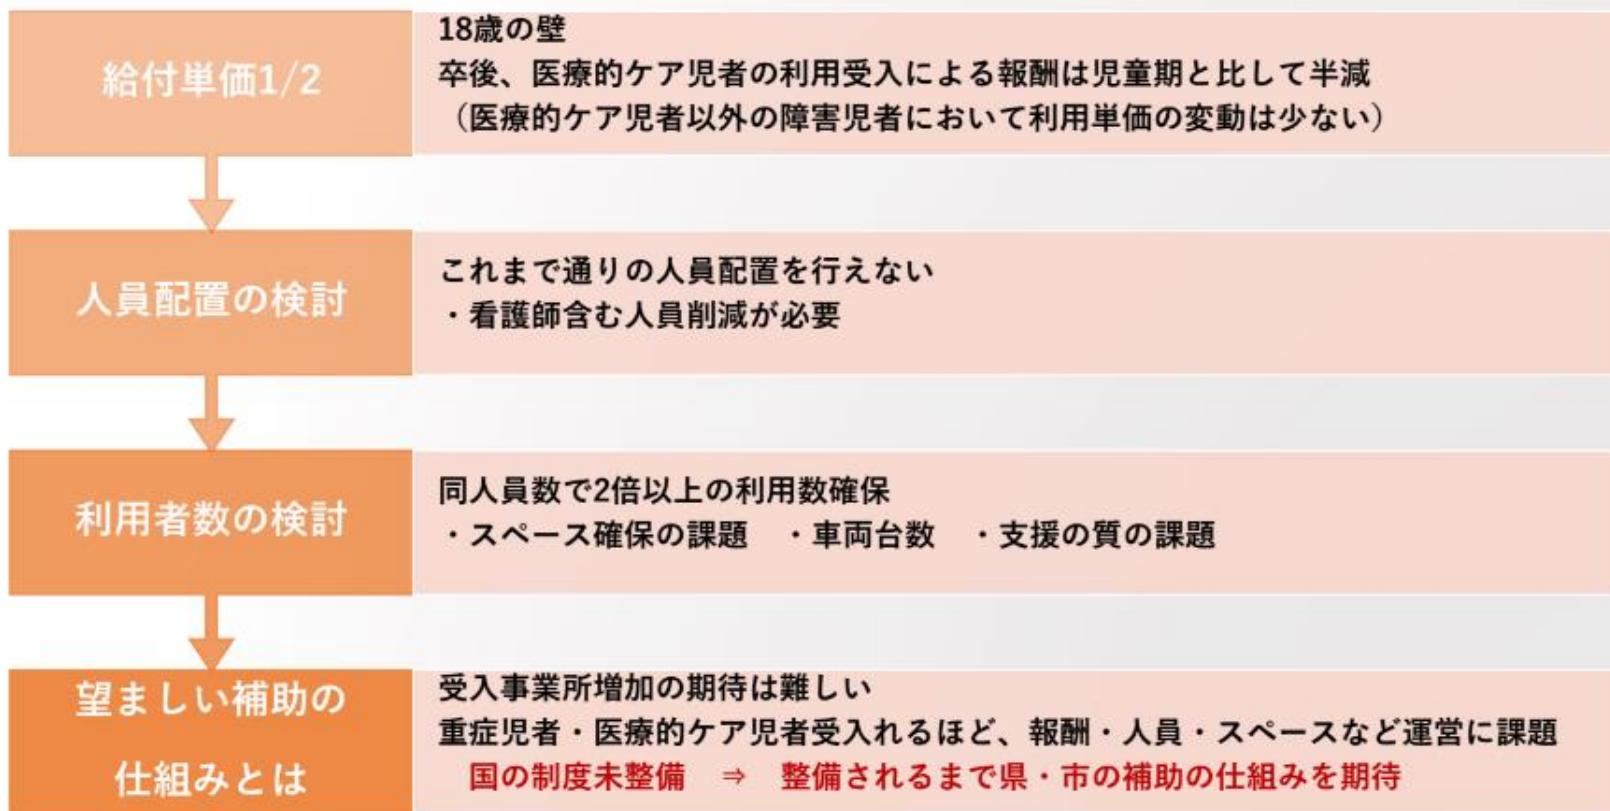 給付単価1/2
18歳の壁
卒後、医療的ケア児者の利用受入による報酬は児童期と比して半減
（医療的ケア児者以外の障害児者において利用単価の変動は少ない）
人員配置の検討
これまで通りの人員配置を行えない
・看護師含む人員削減が必要
利用者数の検討
同人員数で2倍以上の利用数確保
・スペース確保の課題　・車両台数　・支援の質の課題
望ましい補助の
仕組みとは
受入事業所増加の期待は難しい
重症児者・医療的ケア児者受入れるほど、報酬・人員・スペースなど運営に課題
国の制度未整備　⇒　整備されるまで県・市の補助の仕組みを期待